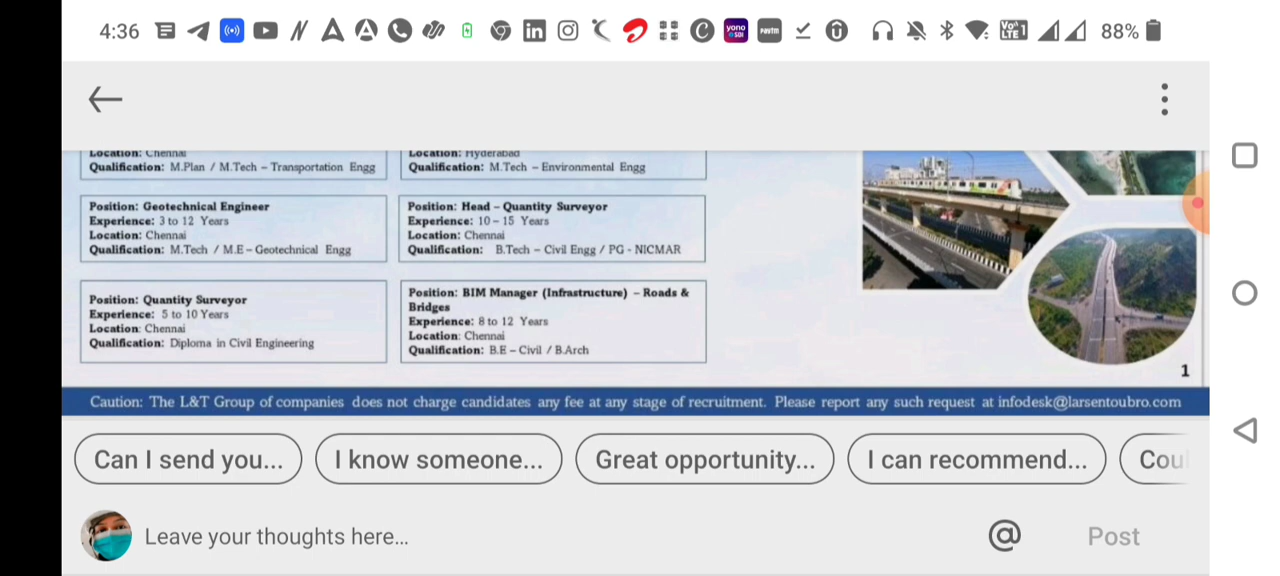 4:36
yono
SBI
Paytm
Vo
LTE1
88%
Location: Chennai
Qualification: M.Plan / M.Tech – Transportation Engg
Location: Hyderabad
Qualification: M.Tech – Environmental Engg
Position: Geotechnical Engineer
Experience: 3 to 12 Years
Location: Chennai
Qualification: M.Tech / M.E – Geotechnical Engg
Position: Head – Quantity Surveyor
Experience: 10 – 15 Years
Location: Chennai
Qualification: B.Tech – Civil Engg / PG - NICMAR
Position: Quantity Surveyor
Experience: 5 to 10 Years
Location: Chennai
Qualification: Diploma in Civil Engineering
Position: BIM Manager (Infrastructure) – Roads &
Bridges
Experience: 8 to 12 Years
Location: Chennai
Qualification: B.E – Civil / B.Arch
1
Caution: The L&T Group of companies does not charge candidates any fee at any stage of recruitment. Please report any such request at infodesk@larsentoubro.com
Can I send you...
I know someone...
Great opportunity...
I can recommend...
Cou
Leave your thoughts here...
@
Post